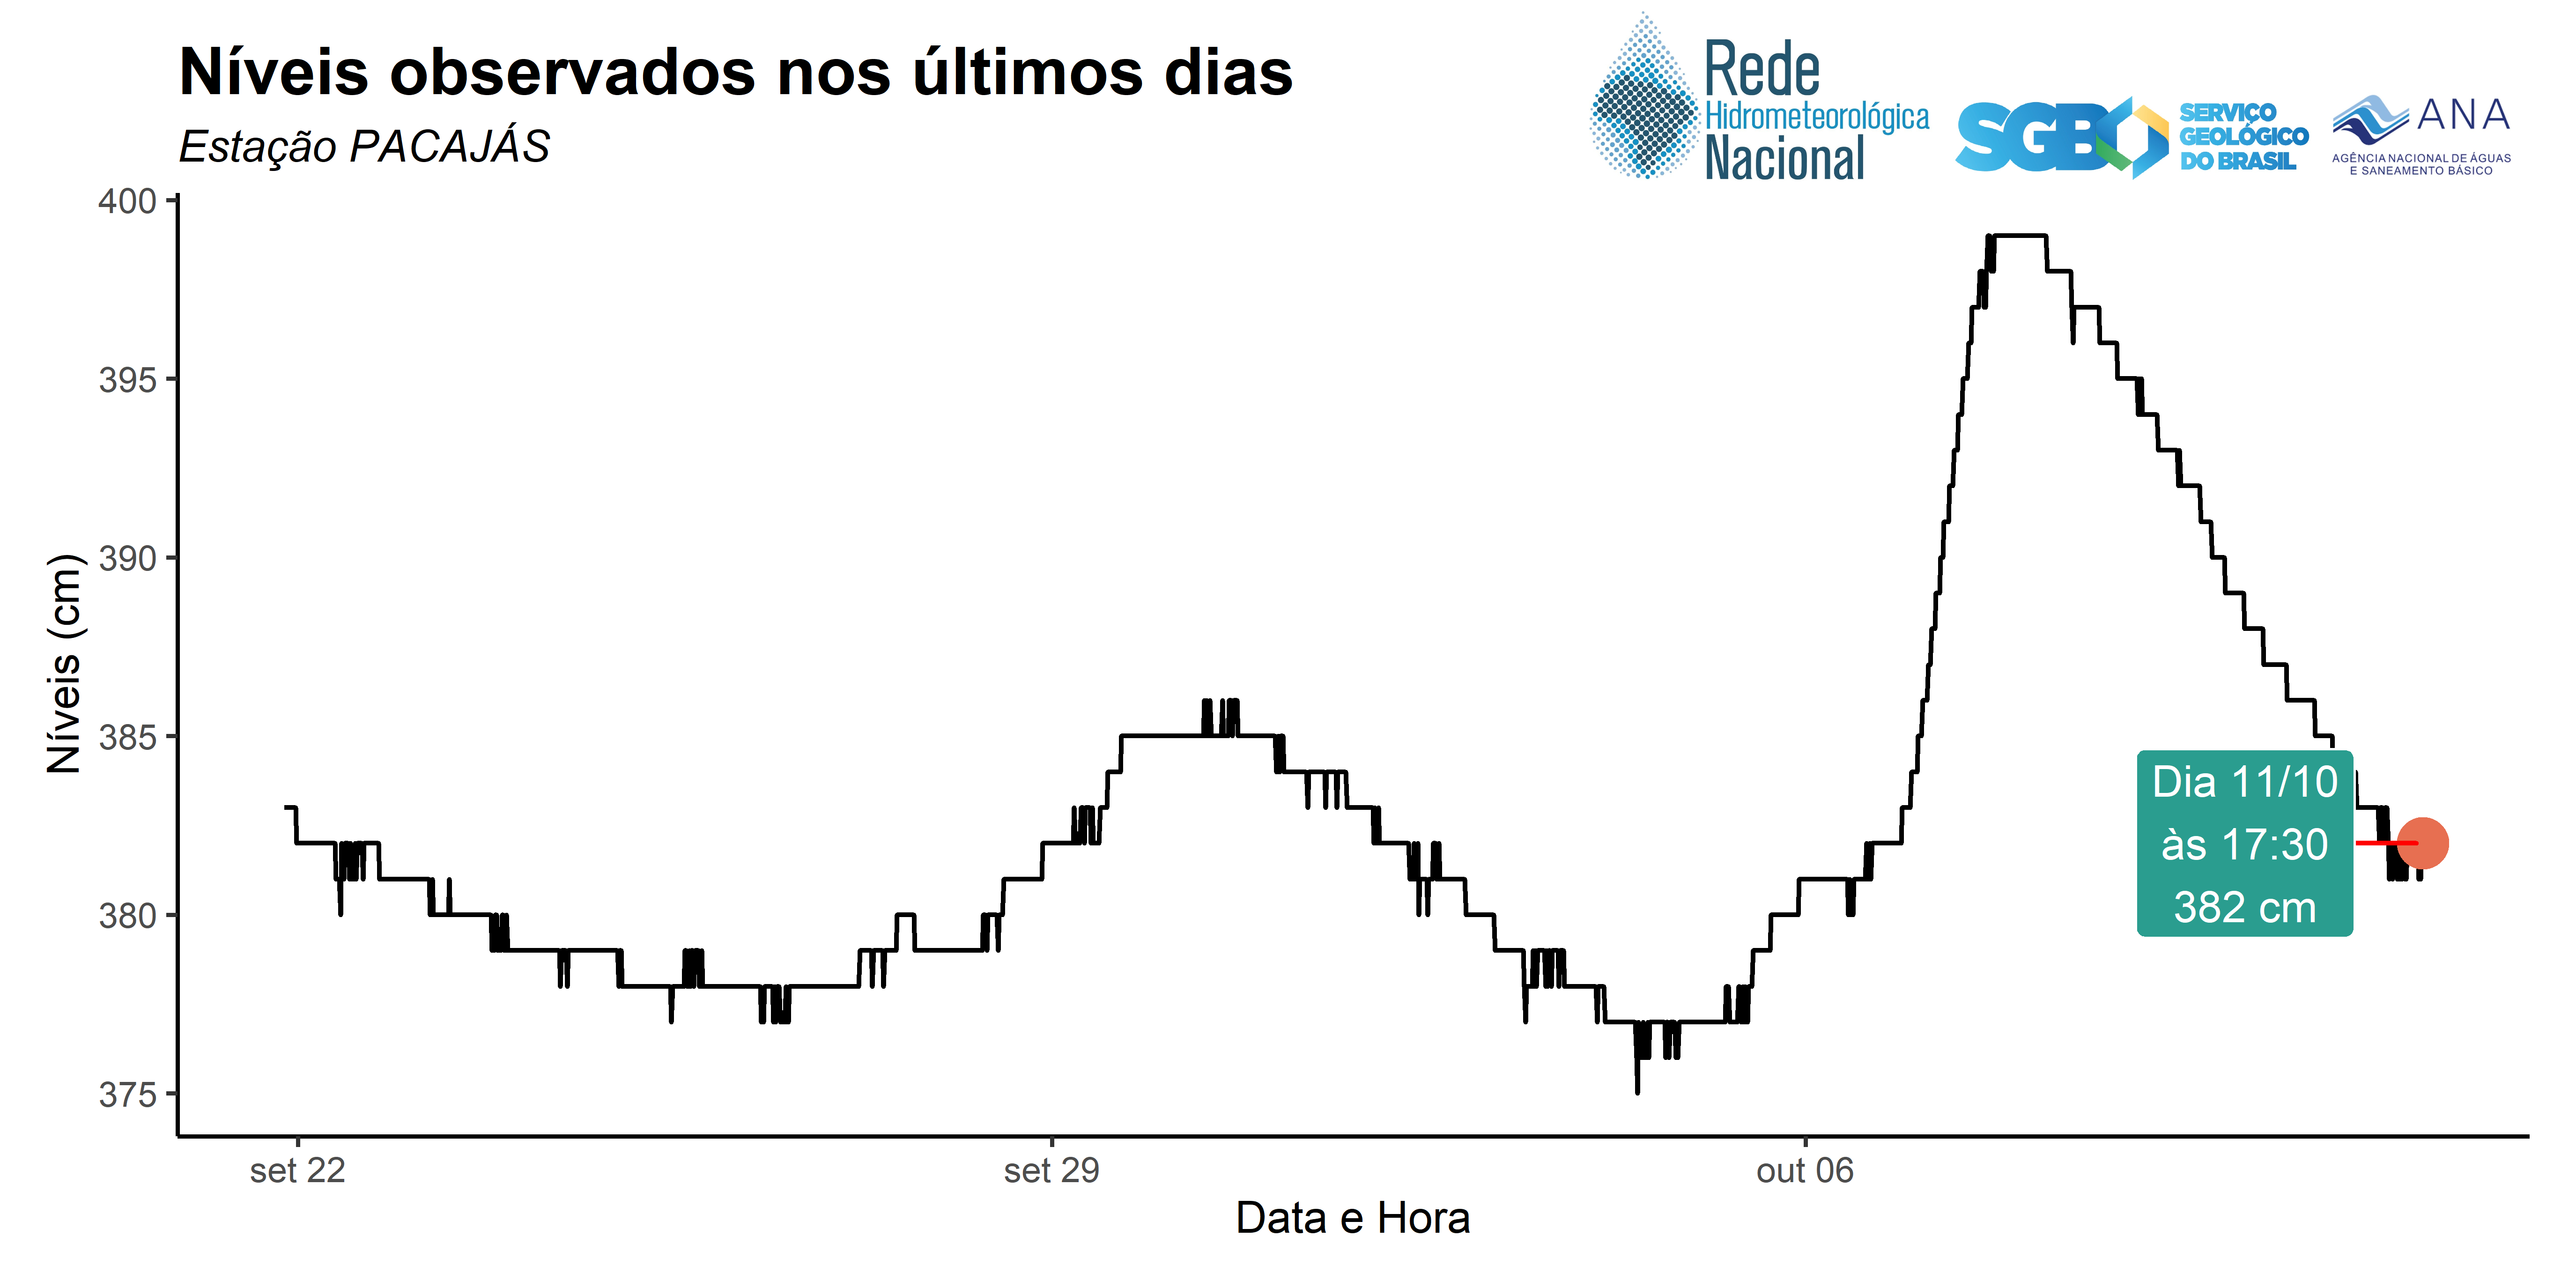 Níveis observados nos últimos dias
Estação PACAJÁS
Rede
Hidrometeorológica
Nacional
SGB
SERVIÇO
GEOLÓGICO
DO BRASIL
ANA
AGÊNCIA NACIONAL DE ÁGUAS
E SANEAMENTO BÁSICO
400
395
390
385
380
375
Níveis (cm)
Dia 11/10
às 17:30
382 cm
set 22
set 29
out 06
Data e Hora